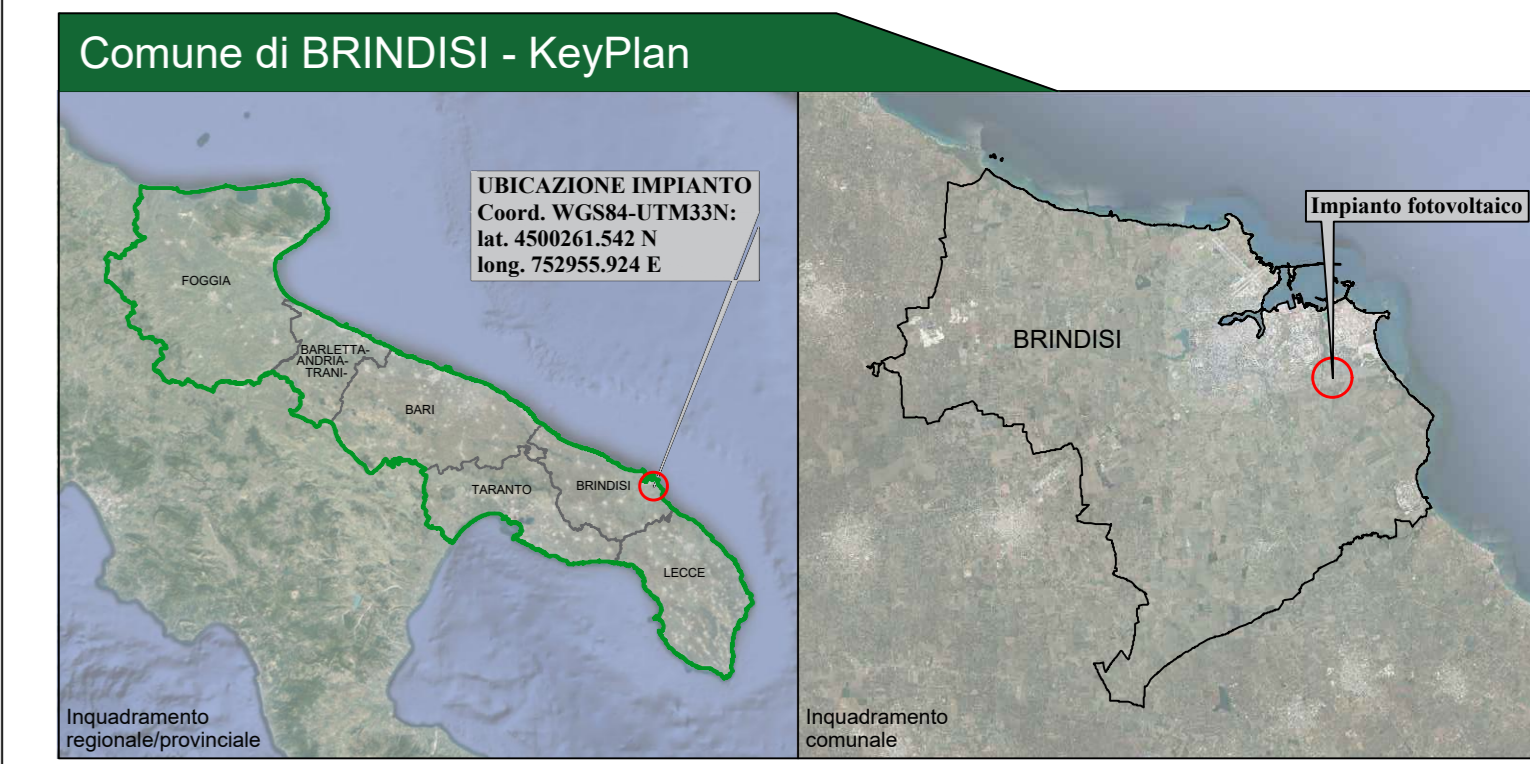 Comune di BRINDISI - KeyPlan
UBICAZIONE IMPIANTO
Coord. WGS84-UTM33N:
lat. 4500261.542 N
long. 752955.924 E
FOGGIA
BARLETTA-
ANDRIA-
TRANI-
BARI
TARANTO
BRINDISI
LECCE
Inquadramento
regionale/provinciale
Impianto fotovoltaico
BRINDISI
Inquadramento
comunale